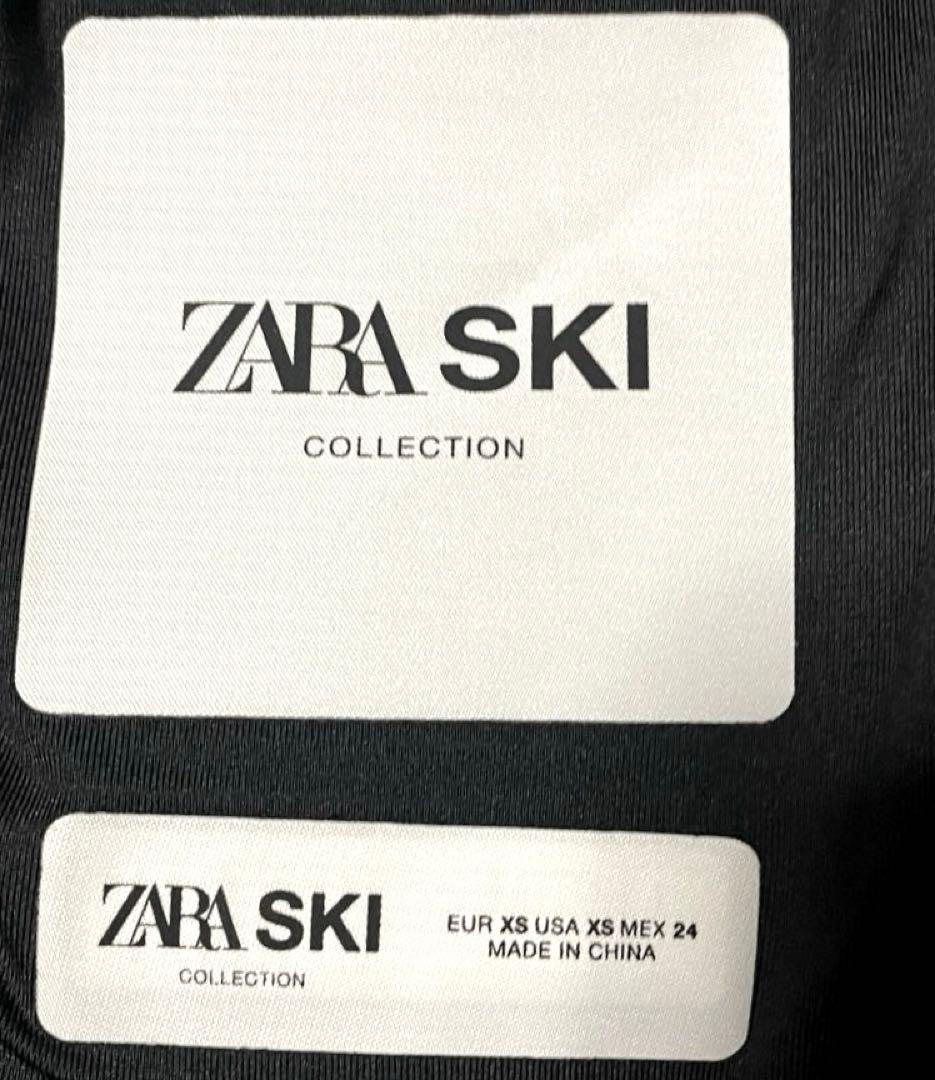 ZARA SKI
COLLECTION
ZARA SKI
COLLECTION
EUR XS USA XS MEX 24
MADE IN CHINA